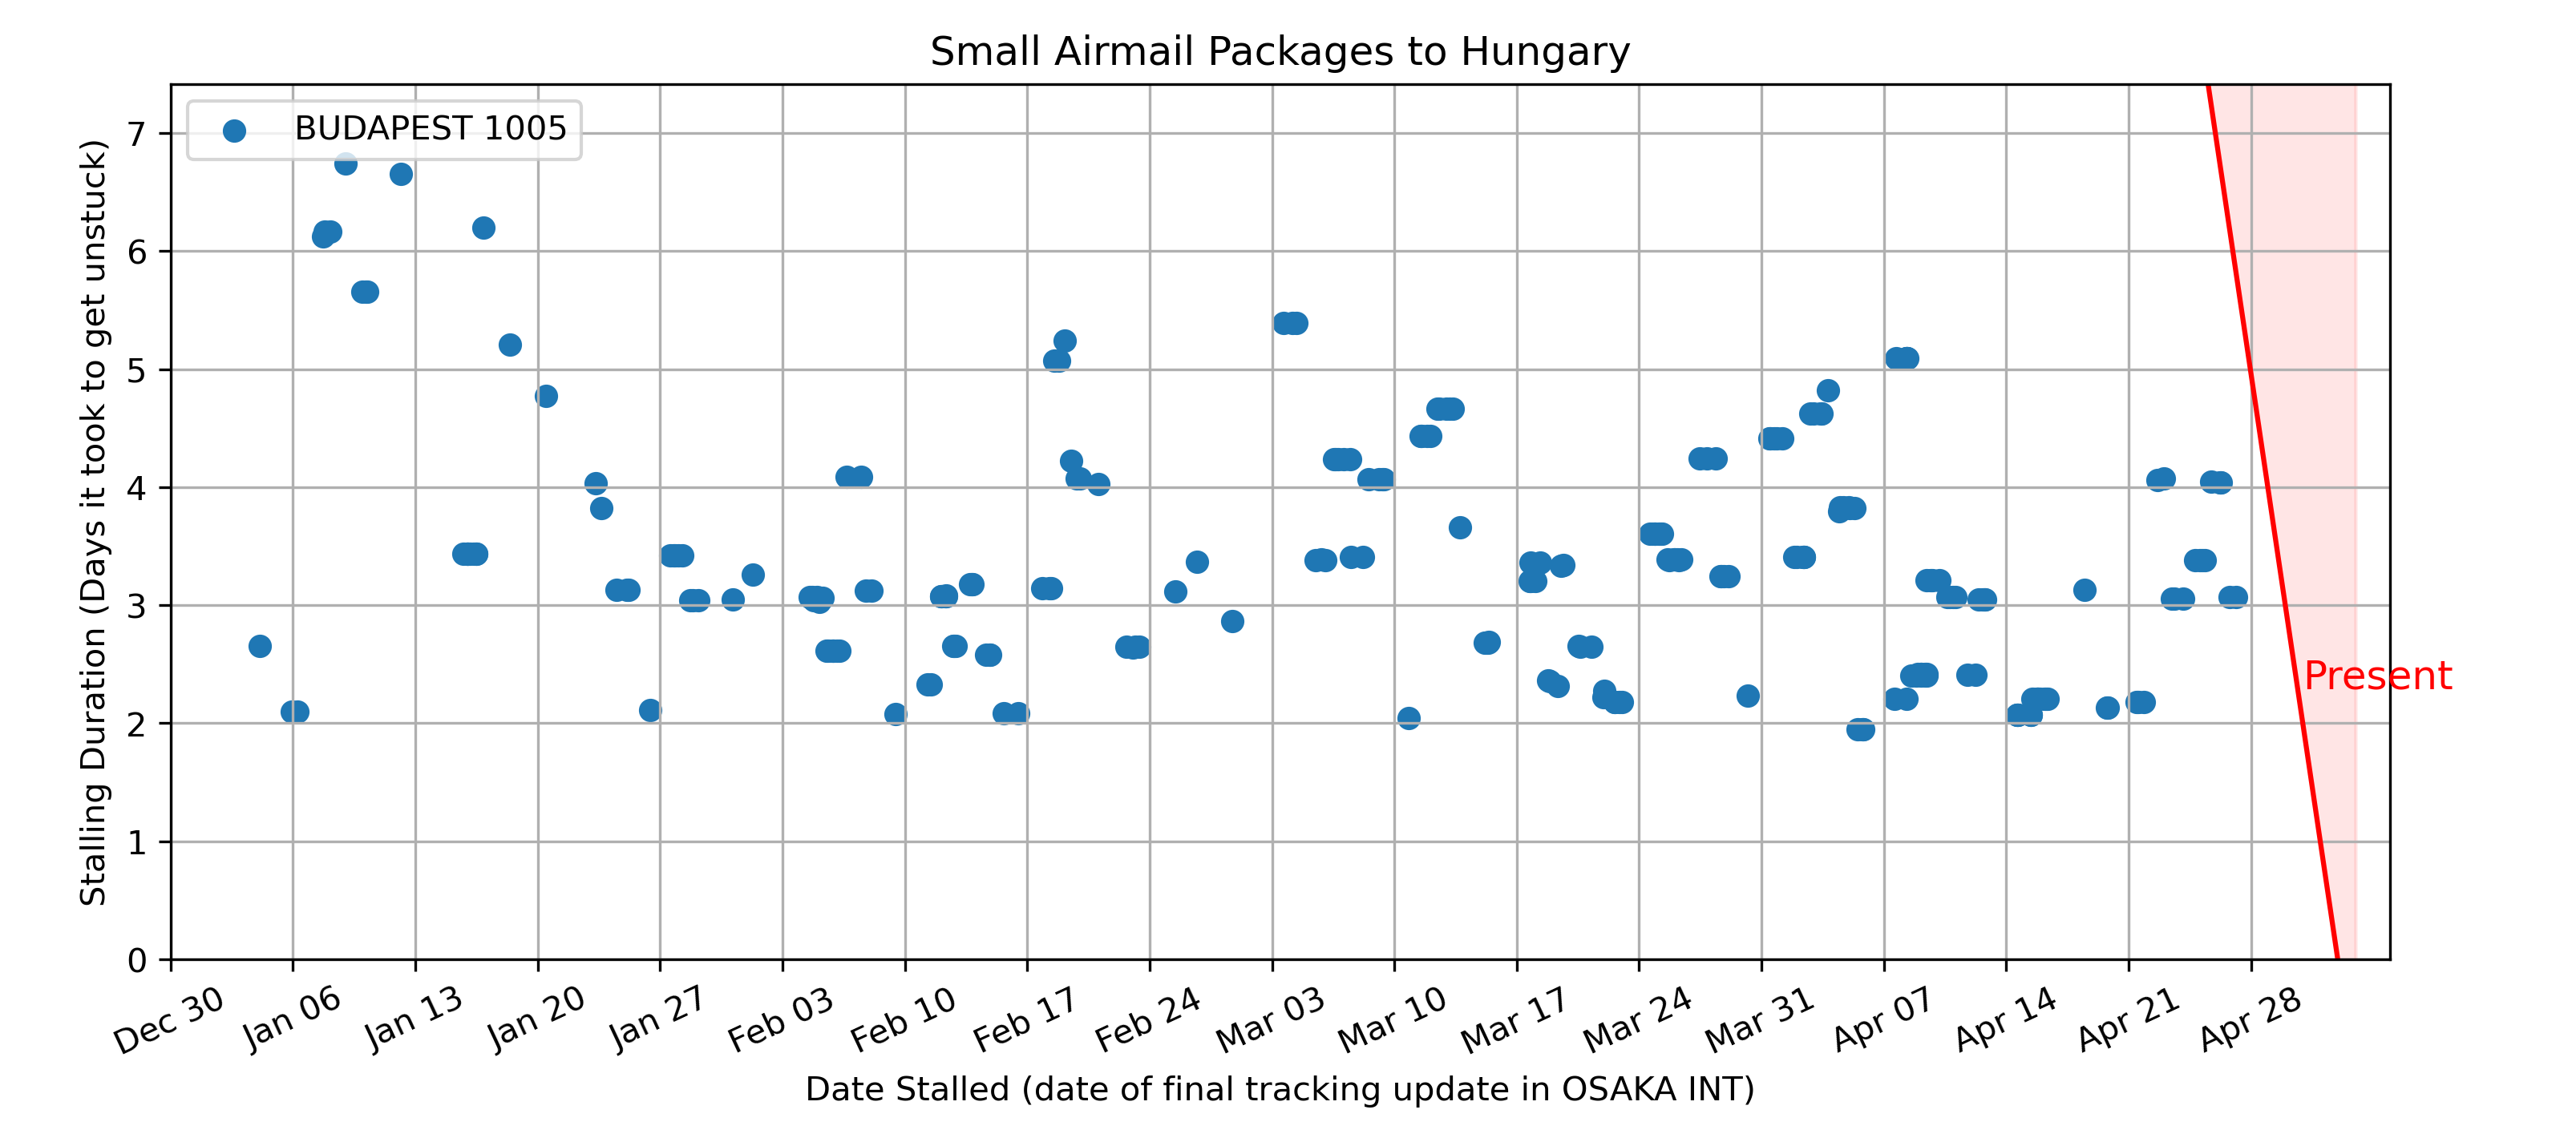 Small Airmail Packages to Hungary
BUDAPEST 1005
Stalling Duration (Days it took to get unstuck)
7
6
5
4
3
2
1
0
Present
Dec 30
Jan 06
Jan 13
Jan 20
Jan 27
Feb 03
Feb 10
Feb 17
Feb 24
Mar 03
Mar 10
Mar 17
Mar 24
Mar 31
Apr 07
Apr 14
Apr 21
Apr 28
Date Stalled (date of final tracking update in OSAKA INT)